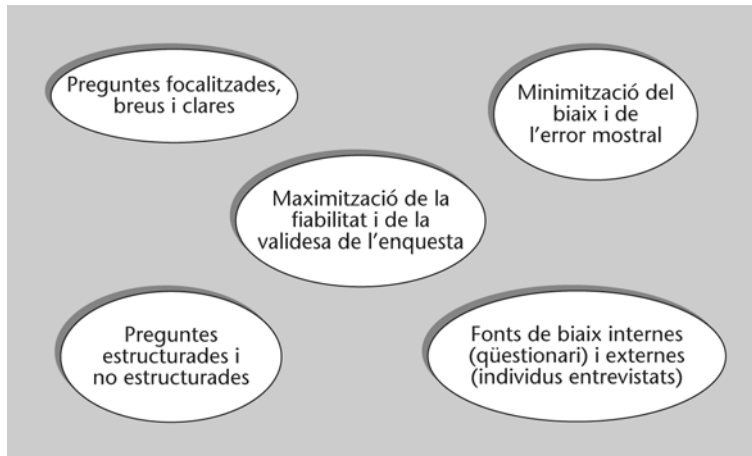 Preguntes focalitzades,
breus i clares
Minimització del
biaix i de
l'error mostral
Maximització de la
fiabilitat i de la
validesa de l'enquesta
Preguntes
estructurades i
no estructurades
Fonts de biaix internes
(qüestionari) i externes
(individus entrevistats)